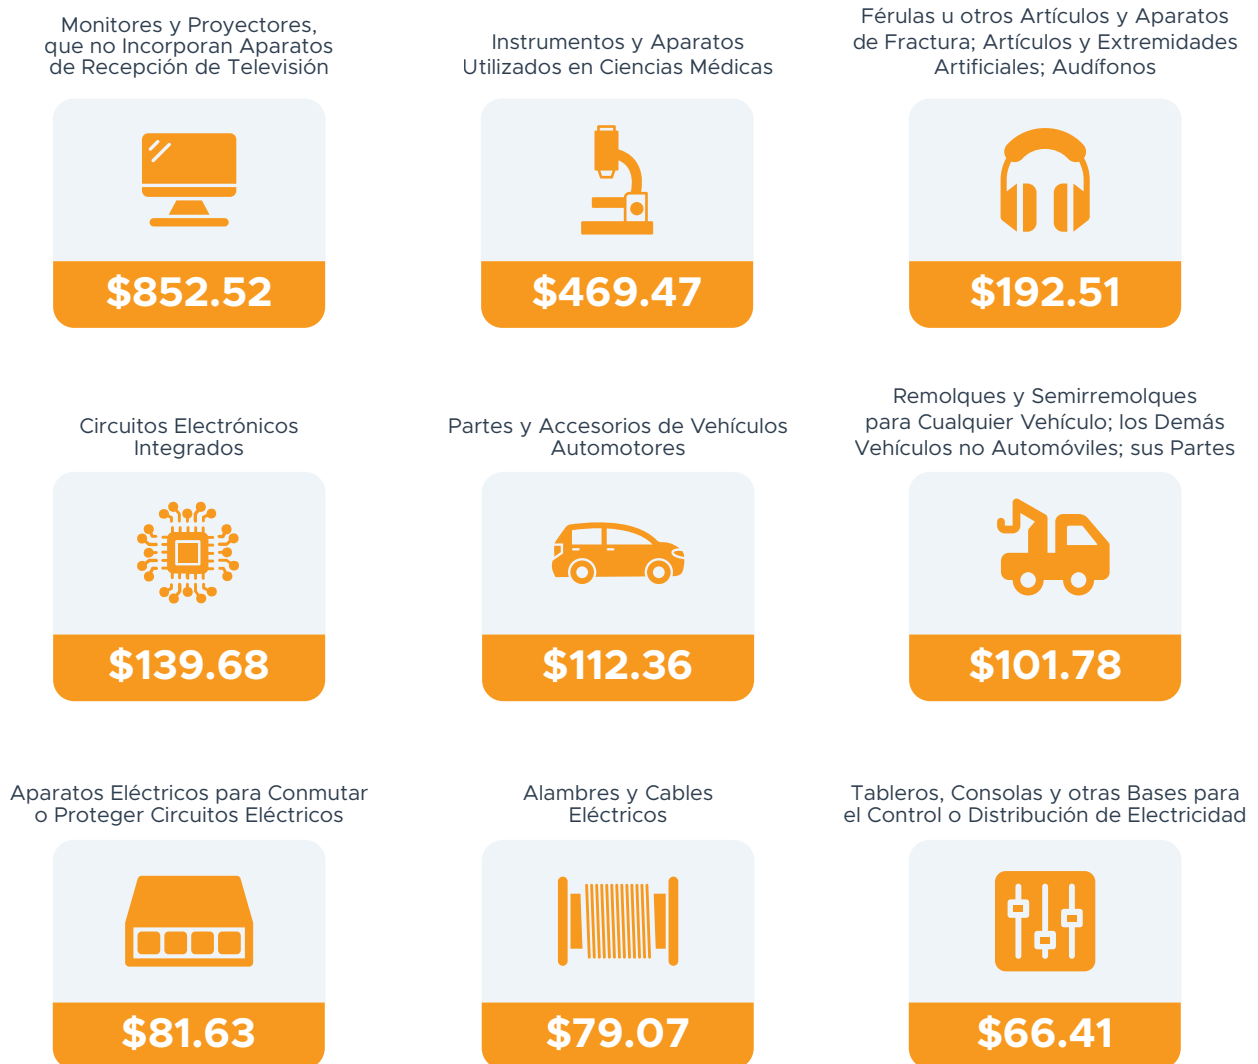 Monitores y Proyectores,
que no Incorporan Aparatos
de Recepción de Televisión
$852.52
Instrumentos y Aparatos
Utilizados en Ciencias Médicas
$469.47
Férulas u otros Artículos y Aparatos
de Fractura; Artículos y Extremidades
Artificiales; Audífonos
$192.51
Circuitos Electrónicos
Integrados
$139.68
Partes y Accesorios de Vehículos
Automotores
$112.36
Remolques y Semirremolques
para Cualquier Vehículo; los Demás
Vehículos no Automóviles; sus Partes
$101.78
Aparatos Eléctricos para Conmutar
o Proteger Circuitos Eléctricos
$81.63
Alambres y Cables
Eléctricos
$79.07
Tableros, Consolas y otras Bases para
el Control o Distribución de Electricidad
$66.41